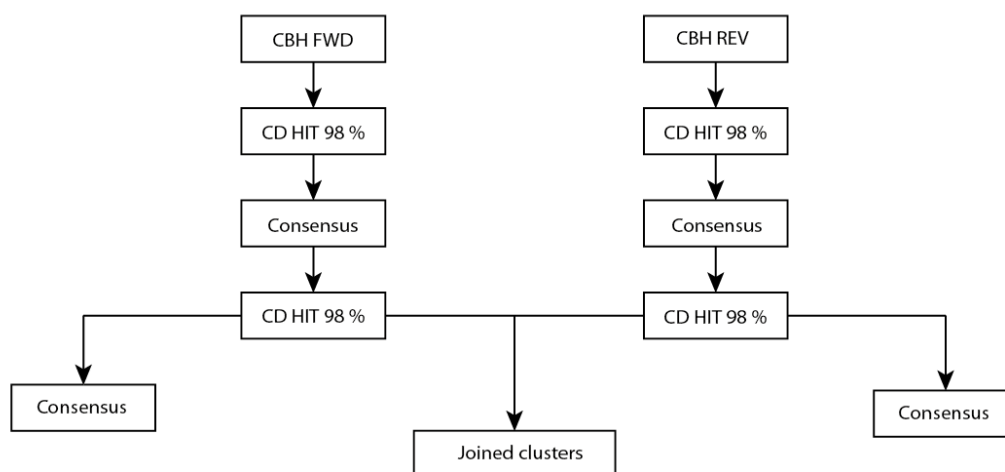 CBH FWD
CBH REV
CD HIT 98 %
CD HIT 98 %
Consensus
Consensus
CD HIT 98 %
CD HIT 98 %
Consensus
Consensus
Joined clusters